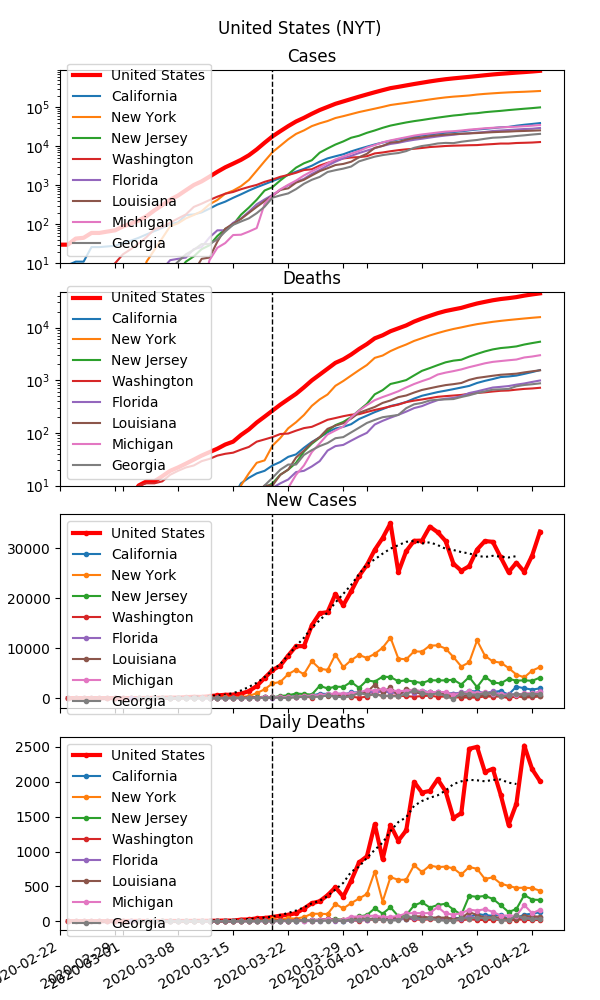 United States (NYT)
Cases
United States
California
New York
New Jersey
Washington
Florida
Louisiana
Michigan
Georgia
10^5
10^4
10^3
10^2
10^1
Deaths
United States
California
New York
New Jersey
Washington
Florida
Louisiana
Michigan
Georgia
10^4
10^3
10^2
10^1
New Cases
United States
California
New York
New Jersey
Washington
Florida
Louisiana
Michigan
Georgia
30000
20000
10000
0
Daily Deaths
United States
California
New York
New Jersey
Washington
Florida
Louisiana
Michigan
Georgia
2500
2000
1500
1000
500
0
2020-03-08
2020-03-15
2020-03-22
2020-03-29
2020-04-01
2020-04-08
2020-04-15
2020-04-22